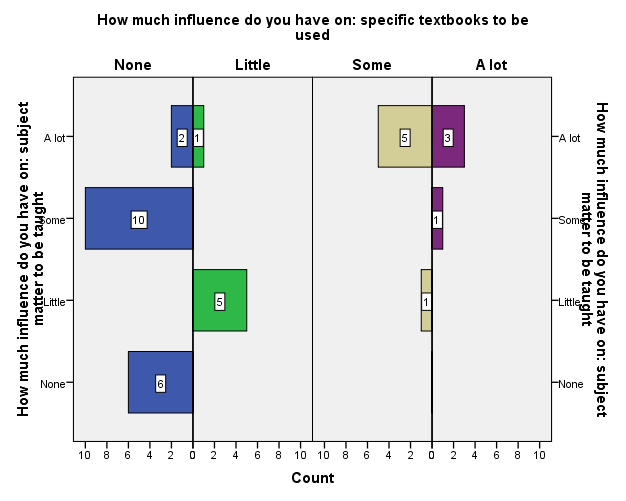 How much influence do you have on: specific textbooks to be
used
None Little Some A lot
How much influence do you have on: subject
matter to be taught
A lot
Some
Little
None
2 1 5 3
10 1
5 1
6
A lot
Some
Little
None
How much influence do you have on: subject
matter to be taught
10 8 6 4 2 0 2 4 6 8 10 10 8 6 4 2 0 2 4 6 8 10
Count